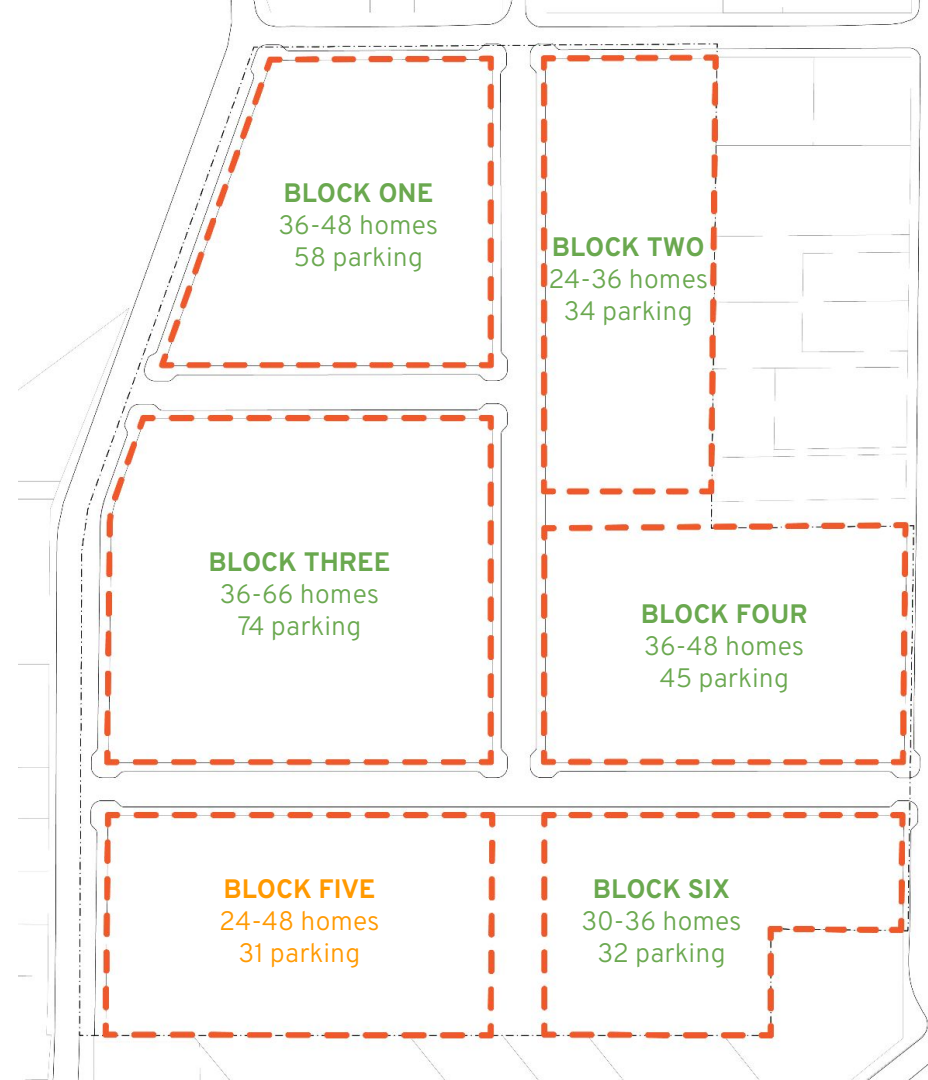 BLOCK ONE
36-48 homes
58 parking
BLOCK TWO
24-36 homes
34 parking
BLOCK THREE
36-66 homes
74 parking
BLOCK FOUR
36-48 homes
45 parking
BLOCK FIVE
24-48 homes
31 parking
BLOCK SIX
30-36 homes
32 parking